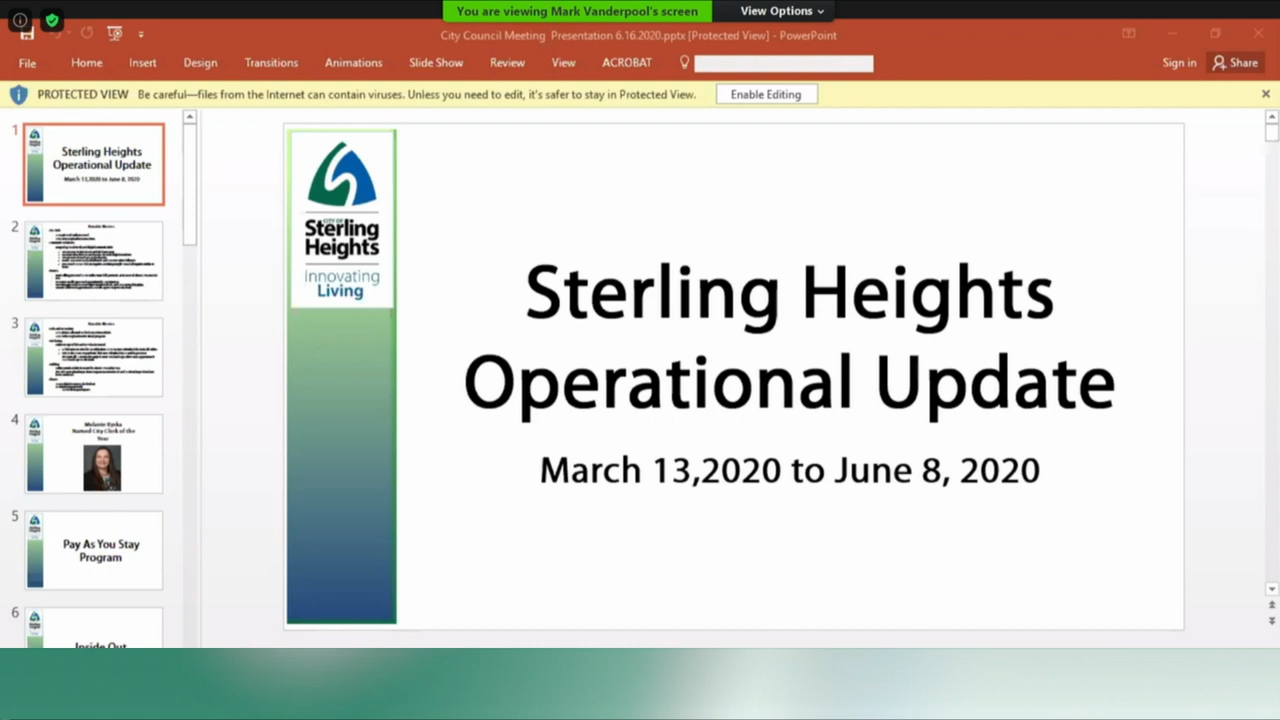 You are viewing Mark Vanderpool's screen
View Options
City Council Meeting Presentation 6.16.2020.pptx [Protected View] - PowerPoint
File Home Insert Design Transitions Animations Slide Show Review View ACROBAT Sign in Share
PROTECTED VIEW Be careful—files from the Internet can contain viruses. Unless you need to edit, it's safer to stay in Protected View. Enable Editing
1
Sterling Heights
Operational Update
March 13,2020 to June 8, 2020
2
3
4
Named City Clerk of the
Year
5
Pay As You Stay
Program
6
Inside Out
CITY OF
Sterling
Heights
Innovating
Living
Sterling Heights
Operational Update
March 13,2020 to June 8, 2020